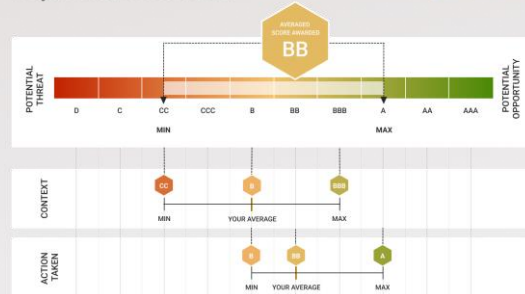 AVERAGED
SCORE AWARDED
BB
POTENTIAL
THREAT
POTENTIAL
OPPORTUNITY
D C CC CCC B BB BBB A AA AAA
MIN MAX
CONTEXT
CC B BBB
MIN YOUR AVERAGE MAX
ACTION
TAKEN
B BB A
MIN YOUR AVERAGE MAX